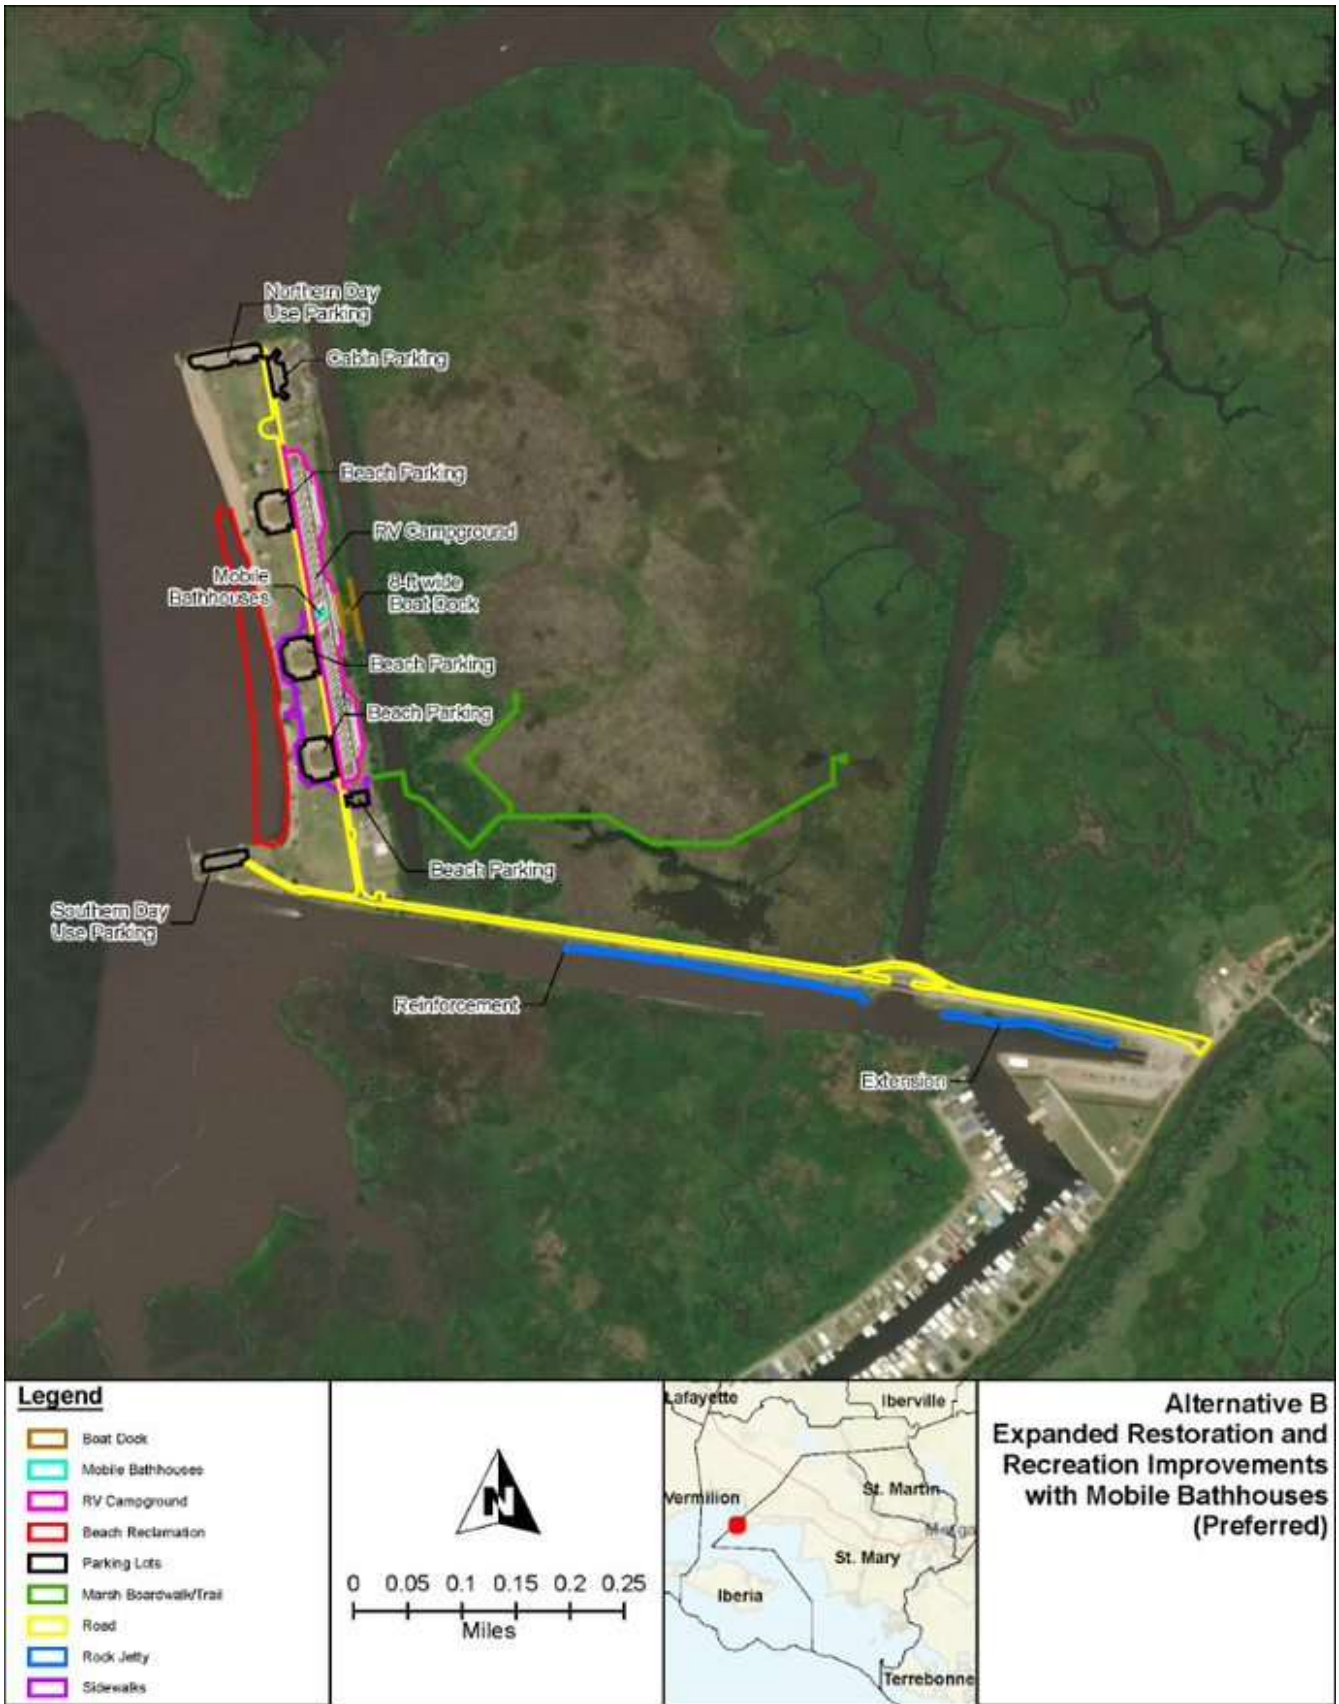 Northern Day
Use Parking
Cabin Parking
Beach Parking
RV Campground
Mobile
Bathhouses
8-ft wide
Boat Dock
Beach Parking
Beach Parking
Beach Parking
Southern Day
Use Parking
Reinforcement
Extension
Legend
Boat Dock
Mobile Bathhouses
RV Campground
Beach Reclamation
Parking Lots
Marsh Boardwalk/Trail
Road
Rock Jetty
Sidewalks
N
0 0.05 0.1 0.15 0.2 0.25
Miles
Lafayette
Iberville
Vermilion
St. Martin
St. Mary
Iberia
Terrebonne
Alternative B
Expanded Restoration and
Recreation Improvements
with Mobile Bathhouses
(Preferred)